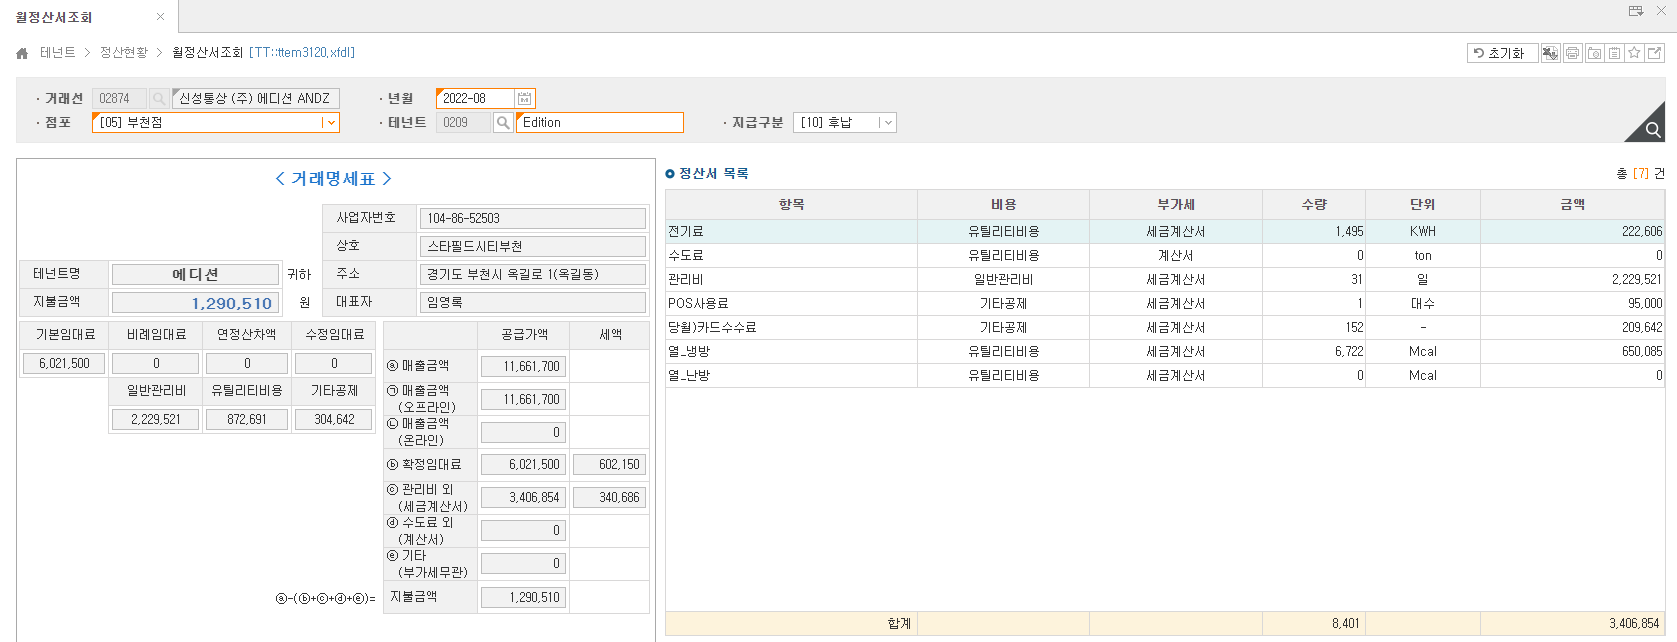 월정산서조회
테넌트 > 정산현황 > 월정산서조회 [TT::ttem3120.xfdl]
초기화
· 거래선 02874 신성통상 (주) 에디션 ANDZ · 년월 2022-08
· 점포 [05] 부천점 · 테넌트 0209 Edition · 지급구분 [10] 후납
< 거래명세표 >
사업자번호 104-86-52503
상호 스타필드시티부천
테넌트명 에디션 귀하 주소 경기도 부천시 옥길로 1(옥길동)
지불금액 1,290,510 원 대표자 임영록
기본임대료 비례임대료 연정산차액 수정임대료
6,021,500 0 0 0
일반관리비 유틸리티비용 기타공제
2,229,521 872,691 304,642
공급가액 세액
ⓐ 매출금액 11,661,700
㉠ 매출금액
(오프라인) 11,661,700
㉡ 매출금액
(온라인) 0
ⓑ 확정임대료 6,021,500 602,150
ⓒ 관리비 외
(세금계산서) 3,406,854 340,686
ⓓ 수도료 외
(계산서) 0
ⓔ 기타
(부가세무관) 0
ⓐ-(ⓑ+ⓒ+ⓓ+ⓔ)= 지불금액 1,290,510
정산서 목록 총 [7] 건
항목 비용 부가세 수량 단위 금액
전기료 유틸리티비용 세금계산서 1,495 KWH 222,606
수도료 유틸리티비용 계산서 0 ton 0
관리비 일반관리비 세금계산서 31 일 2,229,521
POS사용료 기타공제 세금계산서 1 대수 95,000
당월)카드수수료 기타공제 세금계산서 152 - 209,642
열_냉방 유틸리티비용 세금계산서 6,722 Mcal 650,085
열_난방 유틸리티비용 세금계산서 0 Mcal 0
합계 8,401 3,406,854